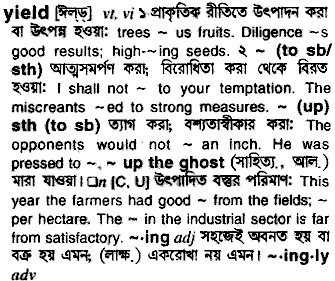 yield [ঈল্ড্] vt, vi ১ প্রাকৃতিক রীতিতে উৎপাদন করা
বা উৎপন্ন হওয়া: trees ~ us fruits. Diligence ~s
good results; high-~ing seeds. ২ ~ (to sb/
sth) আত্মসমর্পণ করা; বিরোধিতা করা থেকে বিরত
হওয়া: I shall not ~ to your temptation. The
miscreants ~ed to strong measures. ~ (up)
sth (to sb) ত্যাগ করা; বশ্যতাস্বীকার করা: The
opponents would not ~ an inch. He was
pressed to ~. ~ up the ghost (সাহিত্য., আল.)
মারা যাওয়া। □n [C, U] উৎপাদিত বস্তুর পরিমাণ: This
year the farmers had good ~ from the fields; ~
per hectare. The ~ in the industrial sector is far
from satisfactory. ~·ing adj সহজেই অবনত হয় বা
বক্র হয় এমন; (লাক্ষ.) একরোখা নয় এমন। ~·ing·ly
adv